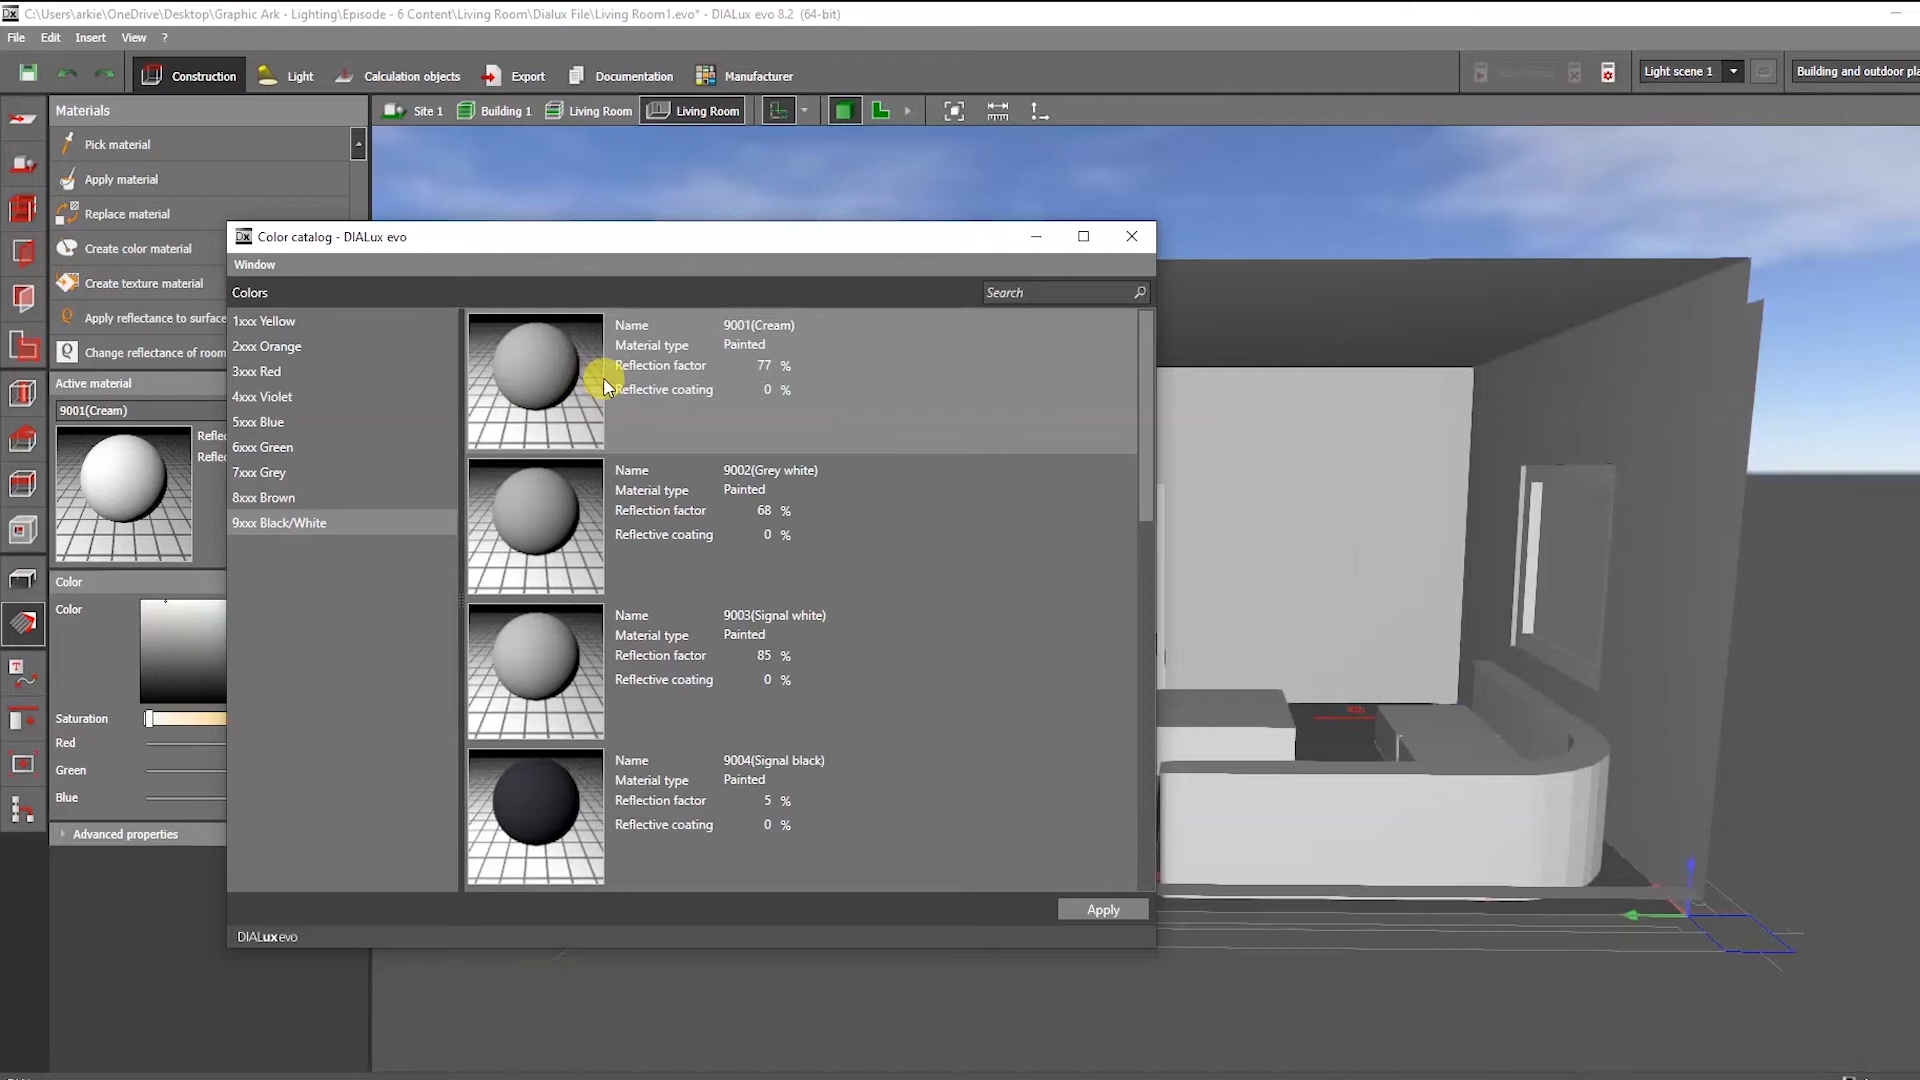 C:\Users\arkie\OneDrive\Desktop\Graphic Ark - Lighting\Episode - 6 Content\Living Room\Dialux File\Living Room1.evo* - DIALux evo 8.2 (64-bit)
File Edit Insert View ?
Construction Light Calculation objects Export Documentation Manufacturer Light scene 1 Building and outdoor pla
Materials
Site 1 Building 1 Living Room Living Room
Pick material
Apply material
Replace material
Create color material
Create texture material
Apply reflectance to surface
Change reflectance of room
Active material
9001(Cream)
Reflec
Reflec
Color
Color
Saturation
Red
Green
Blue
Advanced properties
Dx Color catalog - DIALux evo
Window
Colors Search
1xxx Yellow
2xxx Orange
3xxx Red
4xxx Violet
5xxx Blue
6xxx Green
7xxx Grey
8xxx Brown
9xxx Black/White
Name 9001(Cream)
Material type Painted
Reflection factor 77 %
Reflective coating 0 %
Name 9002(Grey white)
Material type Painted
Reflection factor 68 %
Reflective coating 0 %
Name 9003(Signal white)
Material type Painted
Reflection factor 85 %
Reflective coating 0 %
Name 9004(Signal black)
Material type Painted
Reflection factor 5 %
Reflective coating 0 %
Apply
DIALux evo